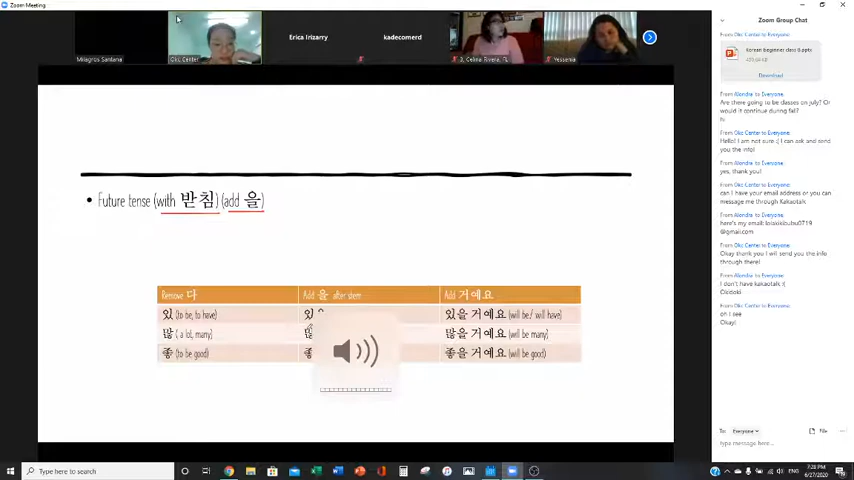 Zoom Meeting
Milagros Santana
Okc Center
Erica Irizarry
kadecomerd
Yessenia
• Future tense (with 받침) (add 을)
Remove 다
Add 을 after stem
Add 거예요
있 (to be, to have)
있을 거예요 (will be/ will have)
많 ( a lot, many)
많을 거예요 (will be many)
좋 (to be good)
좋
좋을 거예요 (will be good)
Zoom Group Chat
From Okc Center to Everyone:
Korean Beginner class 8.pptx
Download
From Alondra to Everyone:
Are there going to be classes on july? Or
would it continue during fall?
From Okc Center to Everyone:
Hello! I am not sure :( I can ask and send
you the info!
From Alondra to Everyone:
yes, thank you!
From Okc Center to Everyone:
can I have your email address or you can
message me through Kakaotalk
From Alondra to Everyone:
here's my email:
@gmail.com
From Okc Center to Everyone:
Okay thank you I wil send you the info
through there!
From Alondra to Everyone:
I don't have kakaotalk :(
From Okc Center to Everyone:
oh I see
Okay!
To: Everyone
File
Type message here...
Type here to search
ENG
7:28 PM
6/27/2020